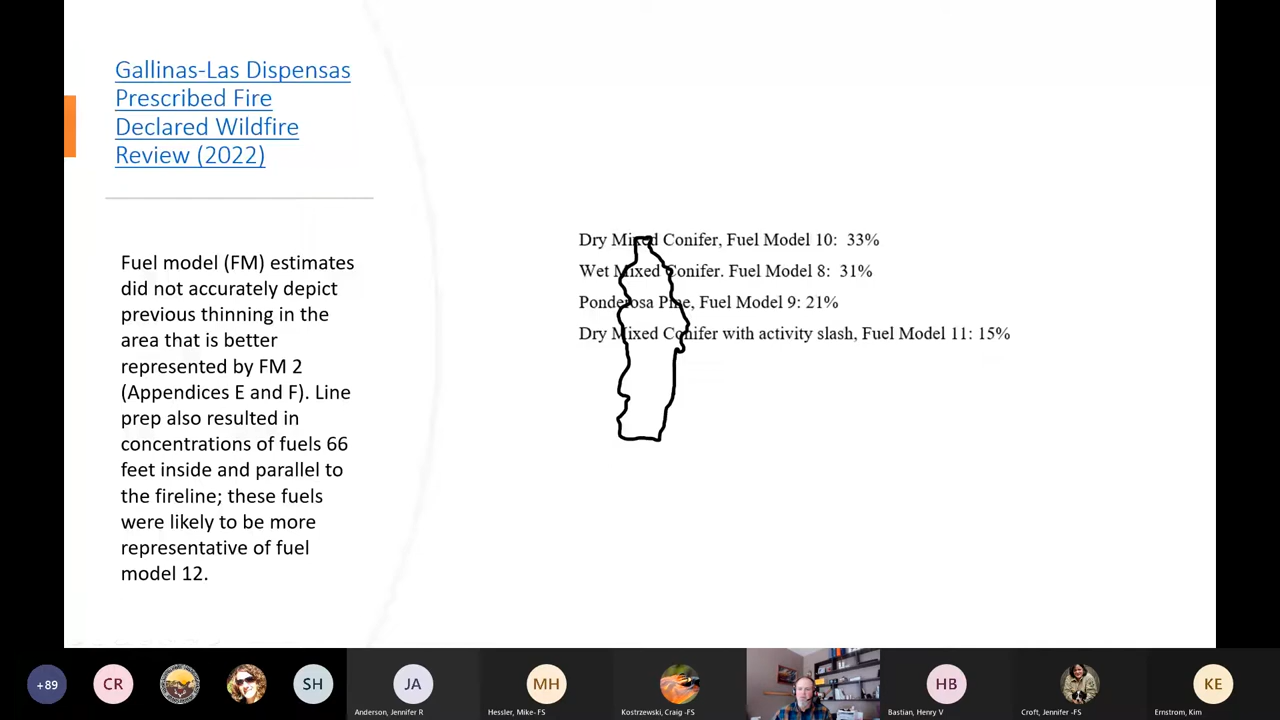 Gallinas-Las Dispensas
Prescribed Fire
Declared Wildfire
Review (2022)
Fuel model (FM) estimates
did not accurately depict
previous thinning in the
area that is better
represented by FM 2
(Appendices E and F). Line
prep also resulted in
concentrations of fuels 66
feet inside and parallel to
the fireline; these fuels
were likely to be more
representative of fuel
model 12.
Dry Mixed Conifer, Fuel Model 10: 33%
Wet Mixed Conifer. Fuel Model 8: 31%
Ponderosa Pine, Fuel Model 9: 21%
Dry Mixed Conifer with activity slash, Fuel Model 11: 15%
+89
CR
SH
JA
Anderson, Jennifer R
MH
Hessler, Mike- FS
Kostrzewski, Craig -FS
HB
Bastian, Henry V
Croft, Jennifer -FS
KE
Ernstrom, Kim